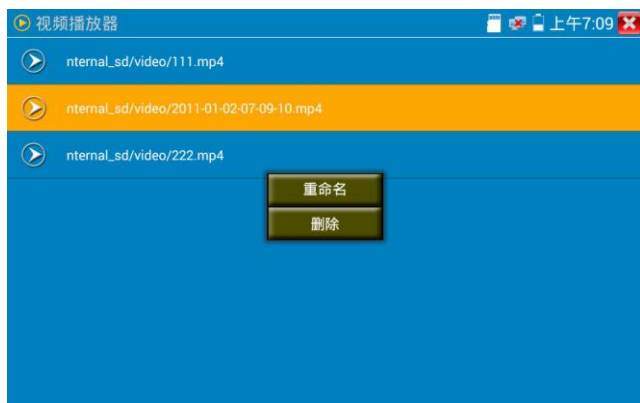 视频播放器
上午7:09
nternal_sd/video/111.mp4
nternal_sd/video/2011-01-02-07-09-10.mp4
nternal_sd/video/222.mp4
重命名
删除